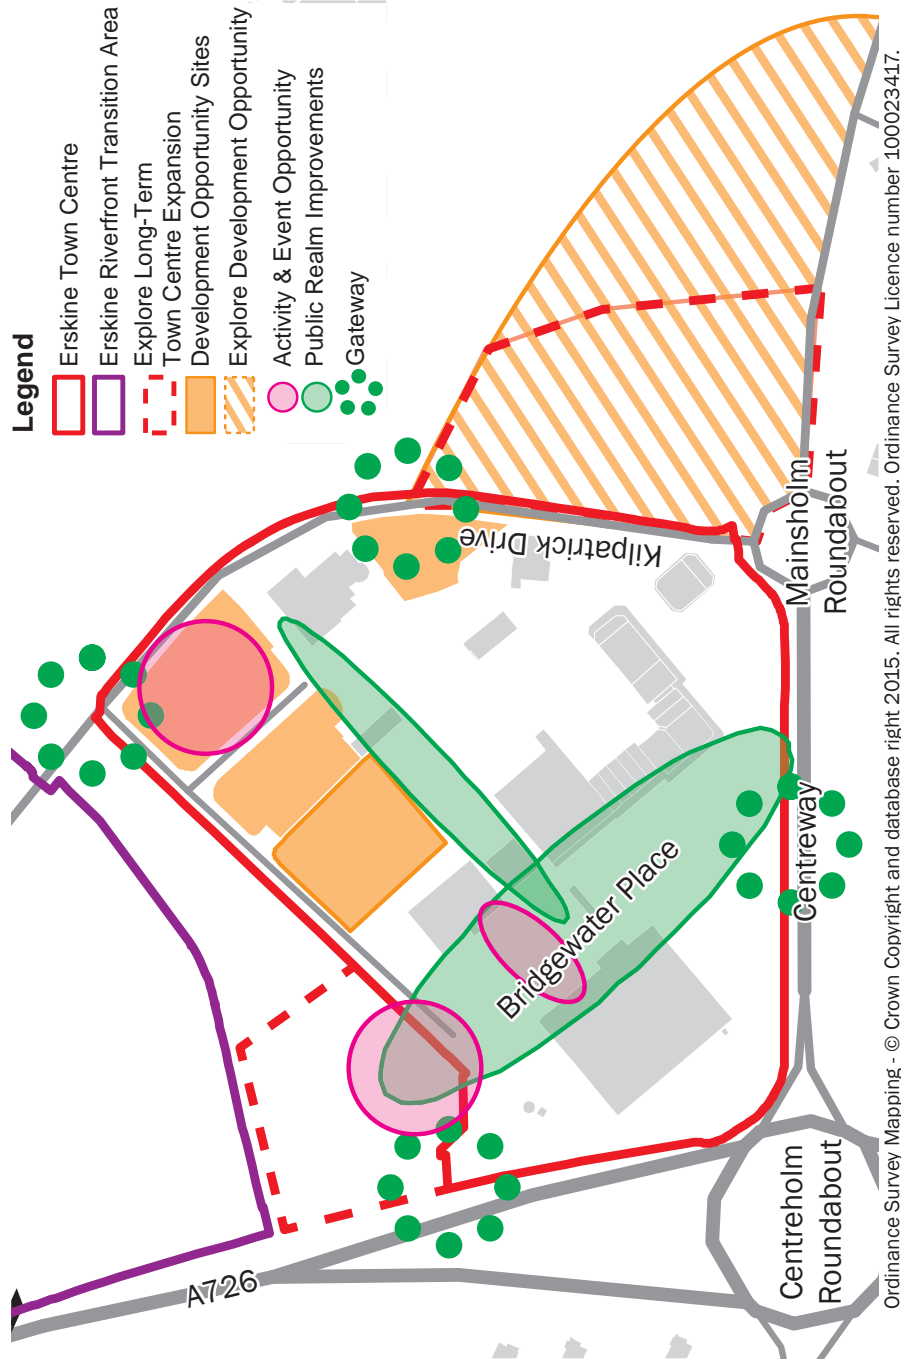 Legend
Erskine Town Centre
Erskine Riverfront Transition Area
Explore Long-Term
Town Centre Expansion
Development Opportunity Sites
Explore Development Opportunity
Activity & Event Opportunity
Public Realm Improvements
Gateway
Kilpatrick Drive
Mainsholm
Roundabout
Bridgewater Place
Centreway
A726
Centreholm
Roundabout
Ordinance Survey Mapping - © Crown Copyright and database right 2015. All rights reserved. Ordinance Survey Licence number 100023417.